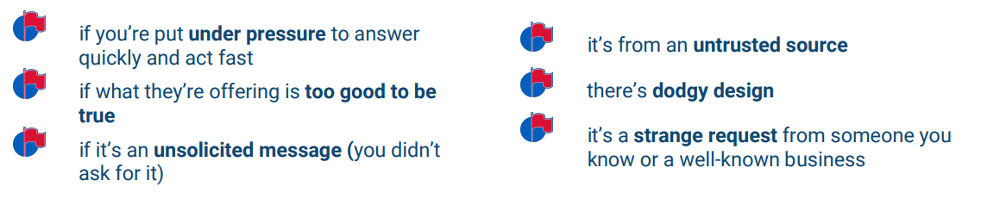 if you’re put under pressure to answer
quickly and act fast
if what they’re offering is too good to be
true
if it’s an unsolicited message (you didn’t
ask for it)
it’s from an untrusted source
there’s dodgy design
it’s a strange request from someone you
know or a well-known business